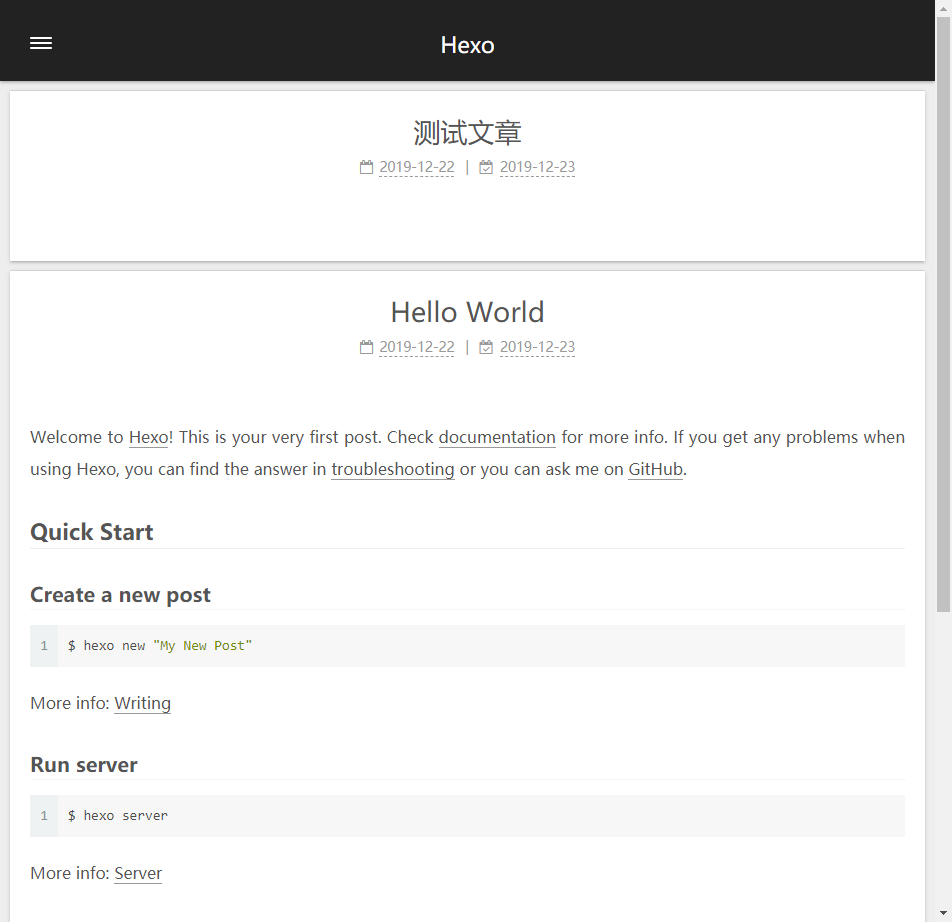 Hexo
测试文章
2019-12-22 | 2019-12-23
Hello World
2019-12-22 | 2019-12-23
Welcome to Hexo! This is your very first post. Check documentation for more info. If you get any problems when
using Hexo, you can find the answer in troubleshooting or you can ask me on GitHub.
Quick Start
Create a new post
1 $ hexo new "My New Post"
More info: Writing
Run server
1 $ hexo server
More info: Server